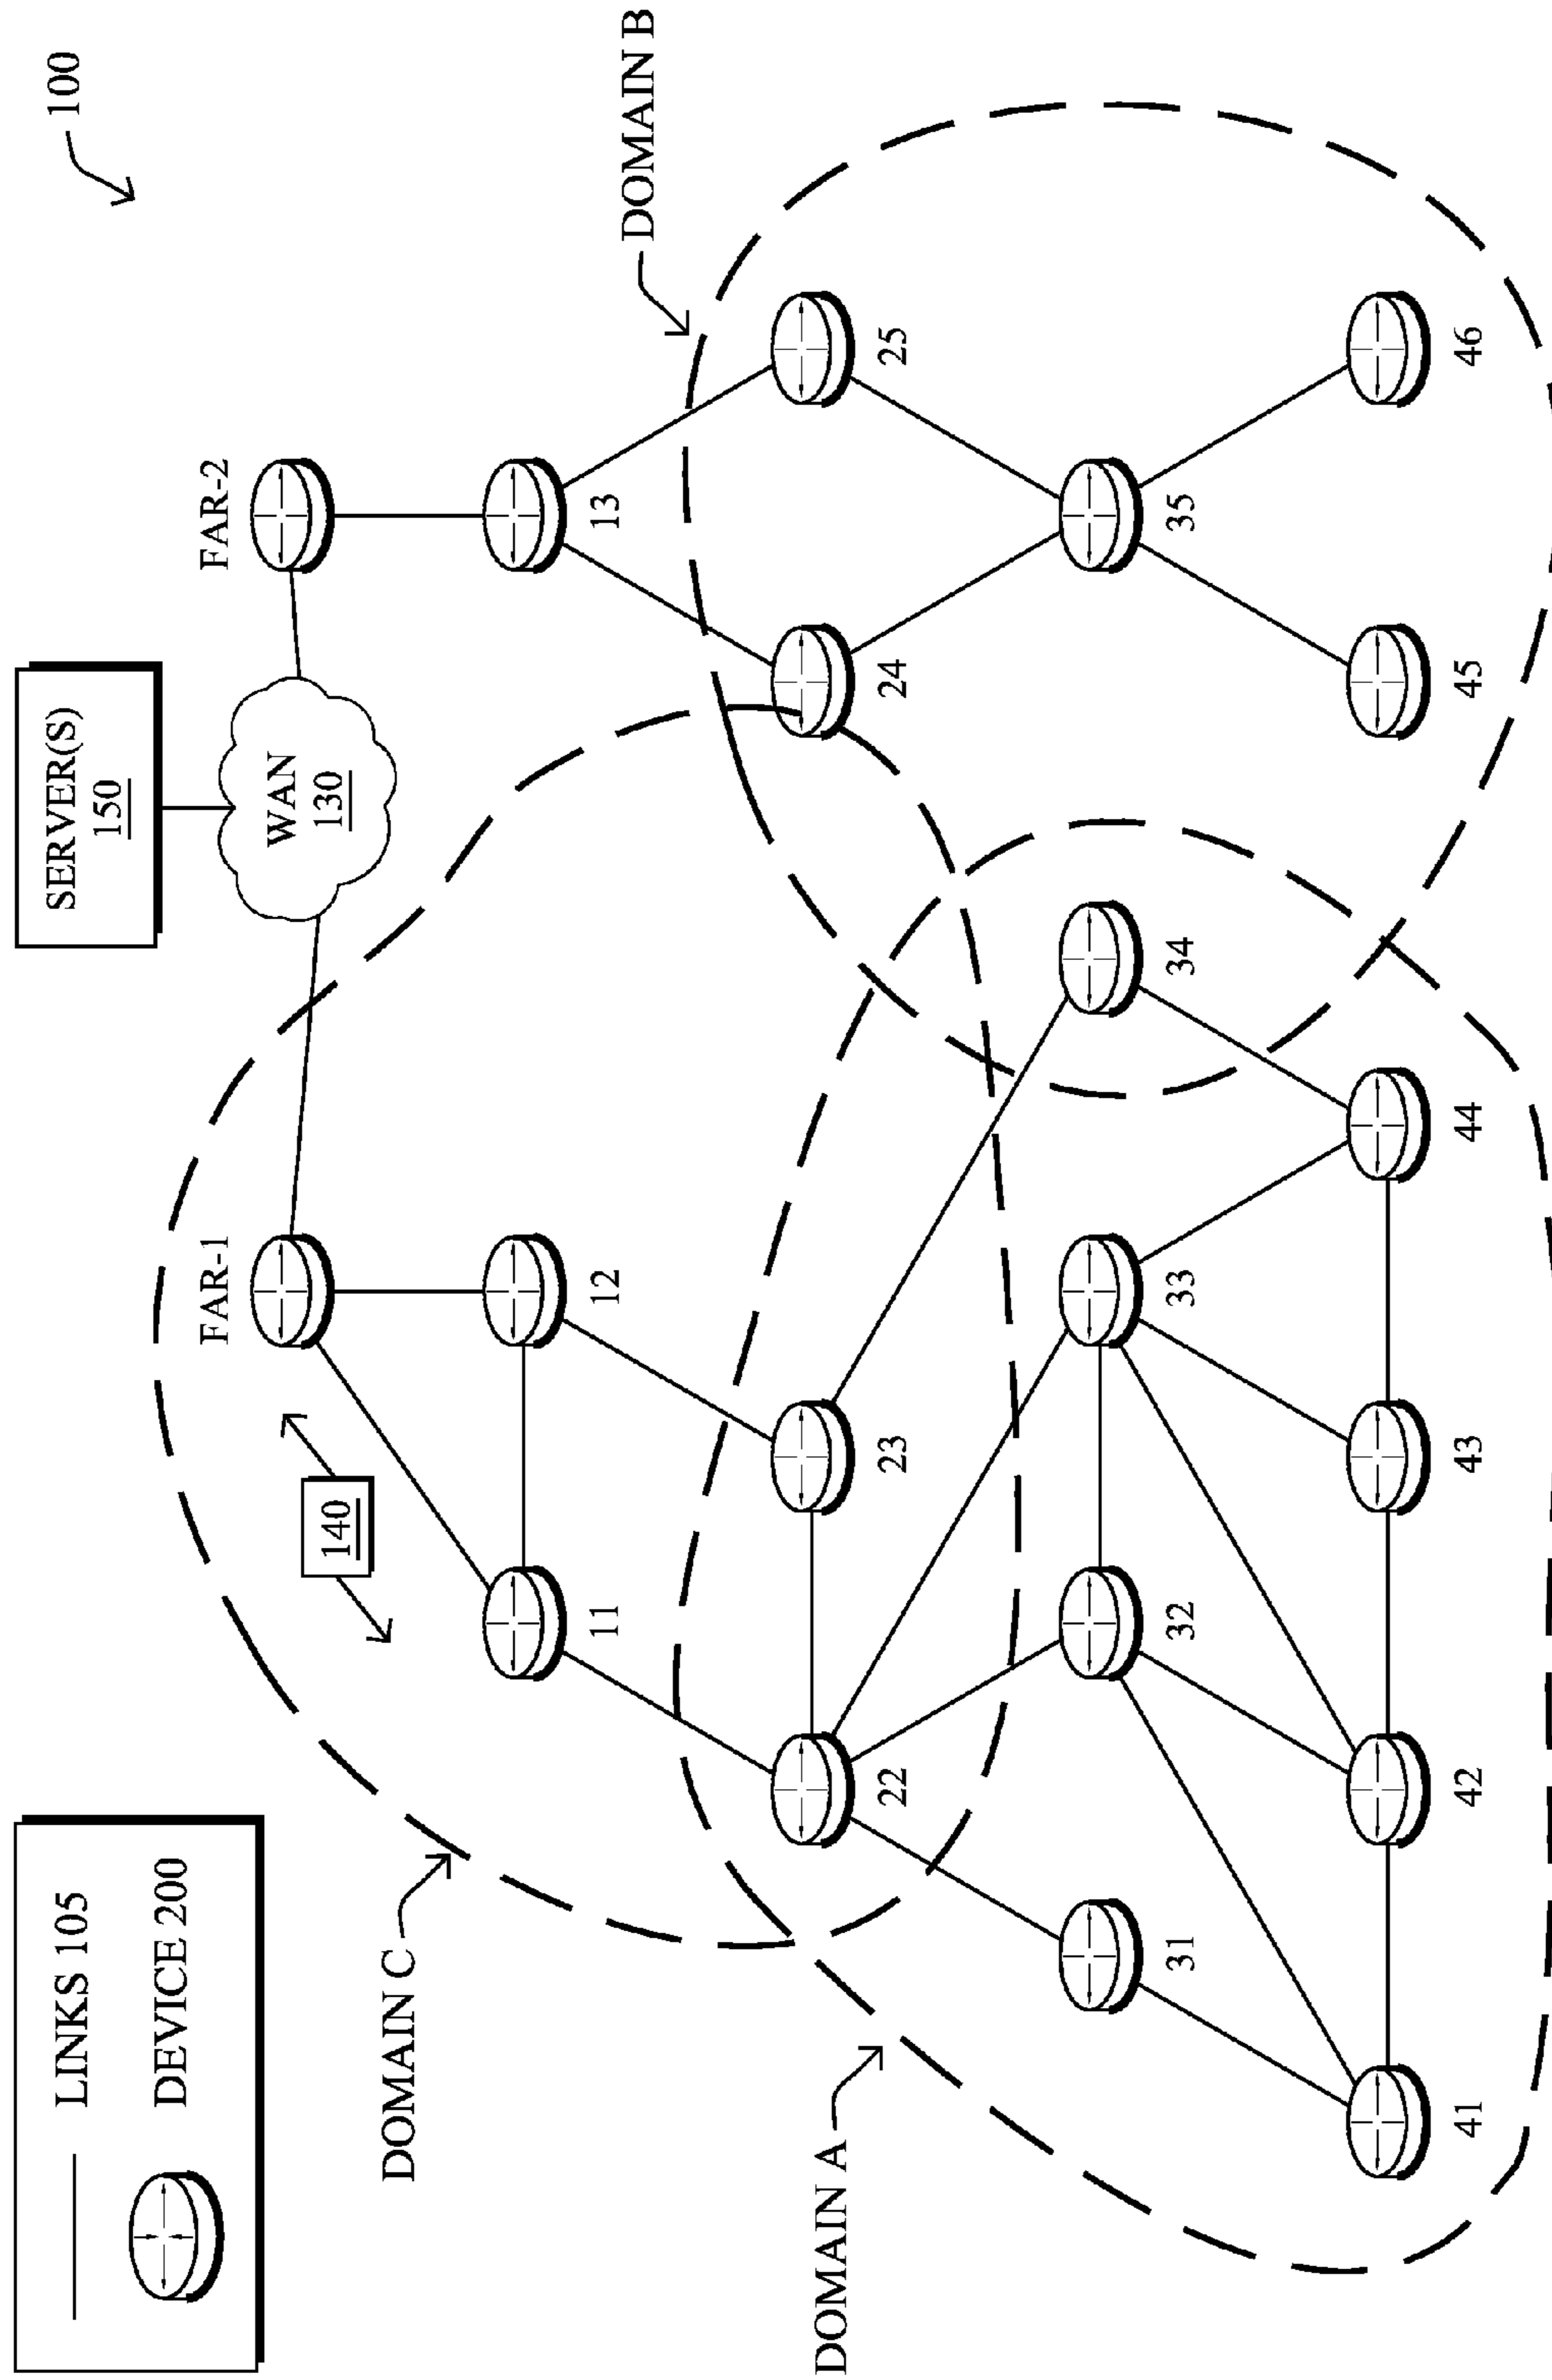 LINKS 105
DEVICE 200
SERVER(S)
150
100
WAN
130
FAR-1
FAR-2
140
DOMAIN C
DOMAIN B
11
12
13
DOMAIN A
22
23
24
25
31
32
33
34
35
41
42
43
44
45
46